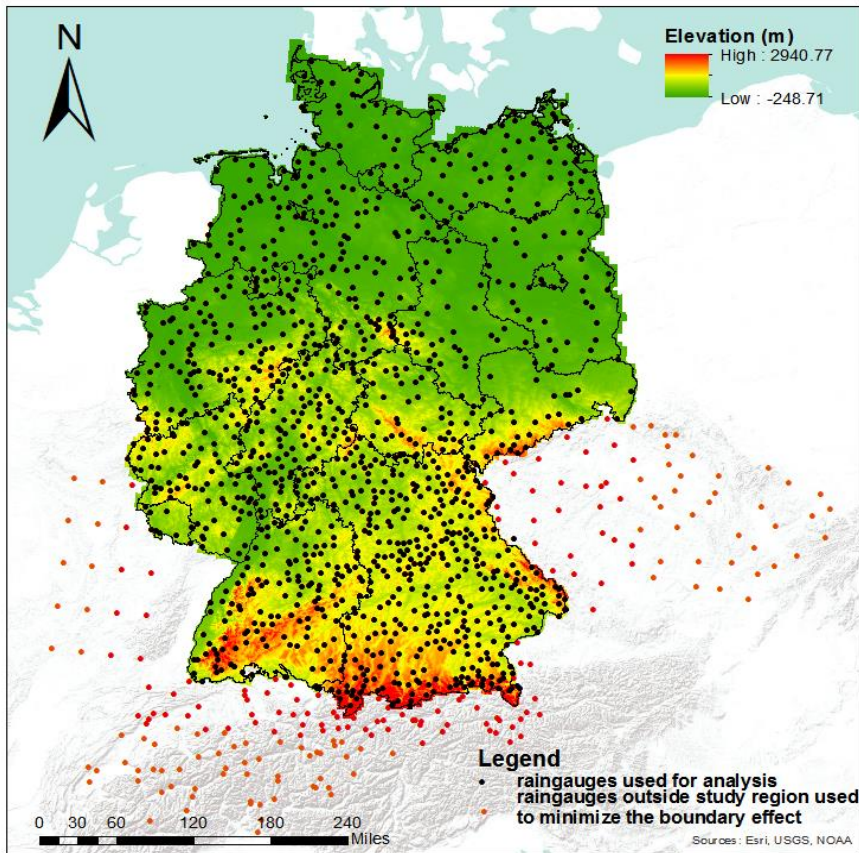 N
Elevation (m)
High : 2940.77
Low : -248.71
Legend
raingauges used for analysis
raingauges outside study region used
to minimize the boundary effect
0 30 60 120 180 240
Miles
Sources: Esri, USGS, NOAA